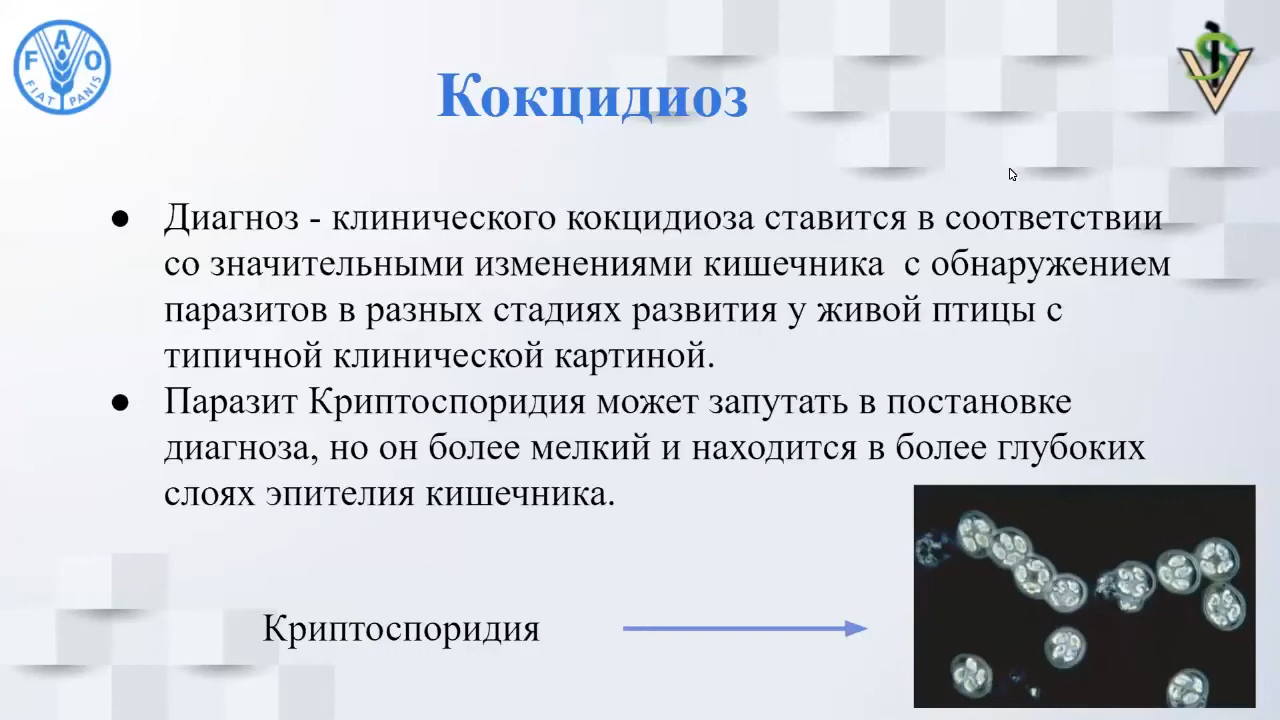 FAO
FIAT PANIS
Кокцидиоз
● Диагноз - клинического кокцидиоза ставится в соответствии
со значительными изменениями кишечника с обнаружением
паразитов в разных стадиях развития у живой птицы с
типичной клинической картиной.
● Паразит Криптоспоридия может запутать в постановке
диагноза, но он более мелкий и находится в более глубоких
слоях эпителия кишечника.
Криптоспоридия